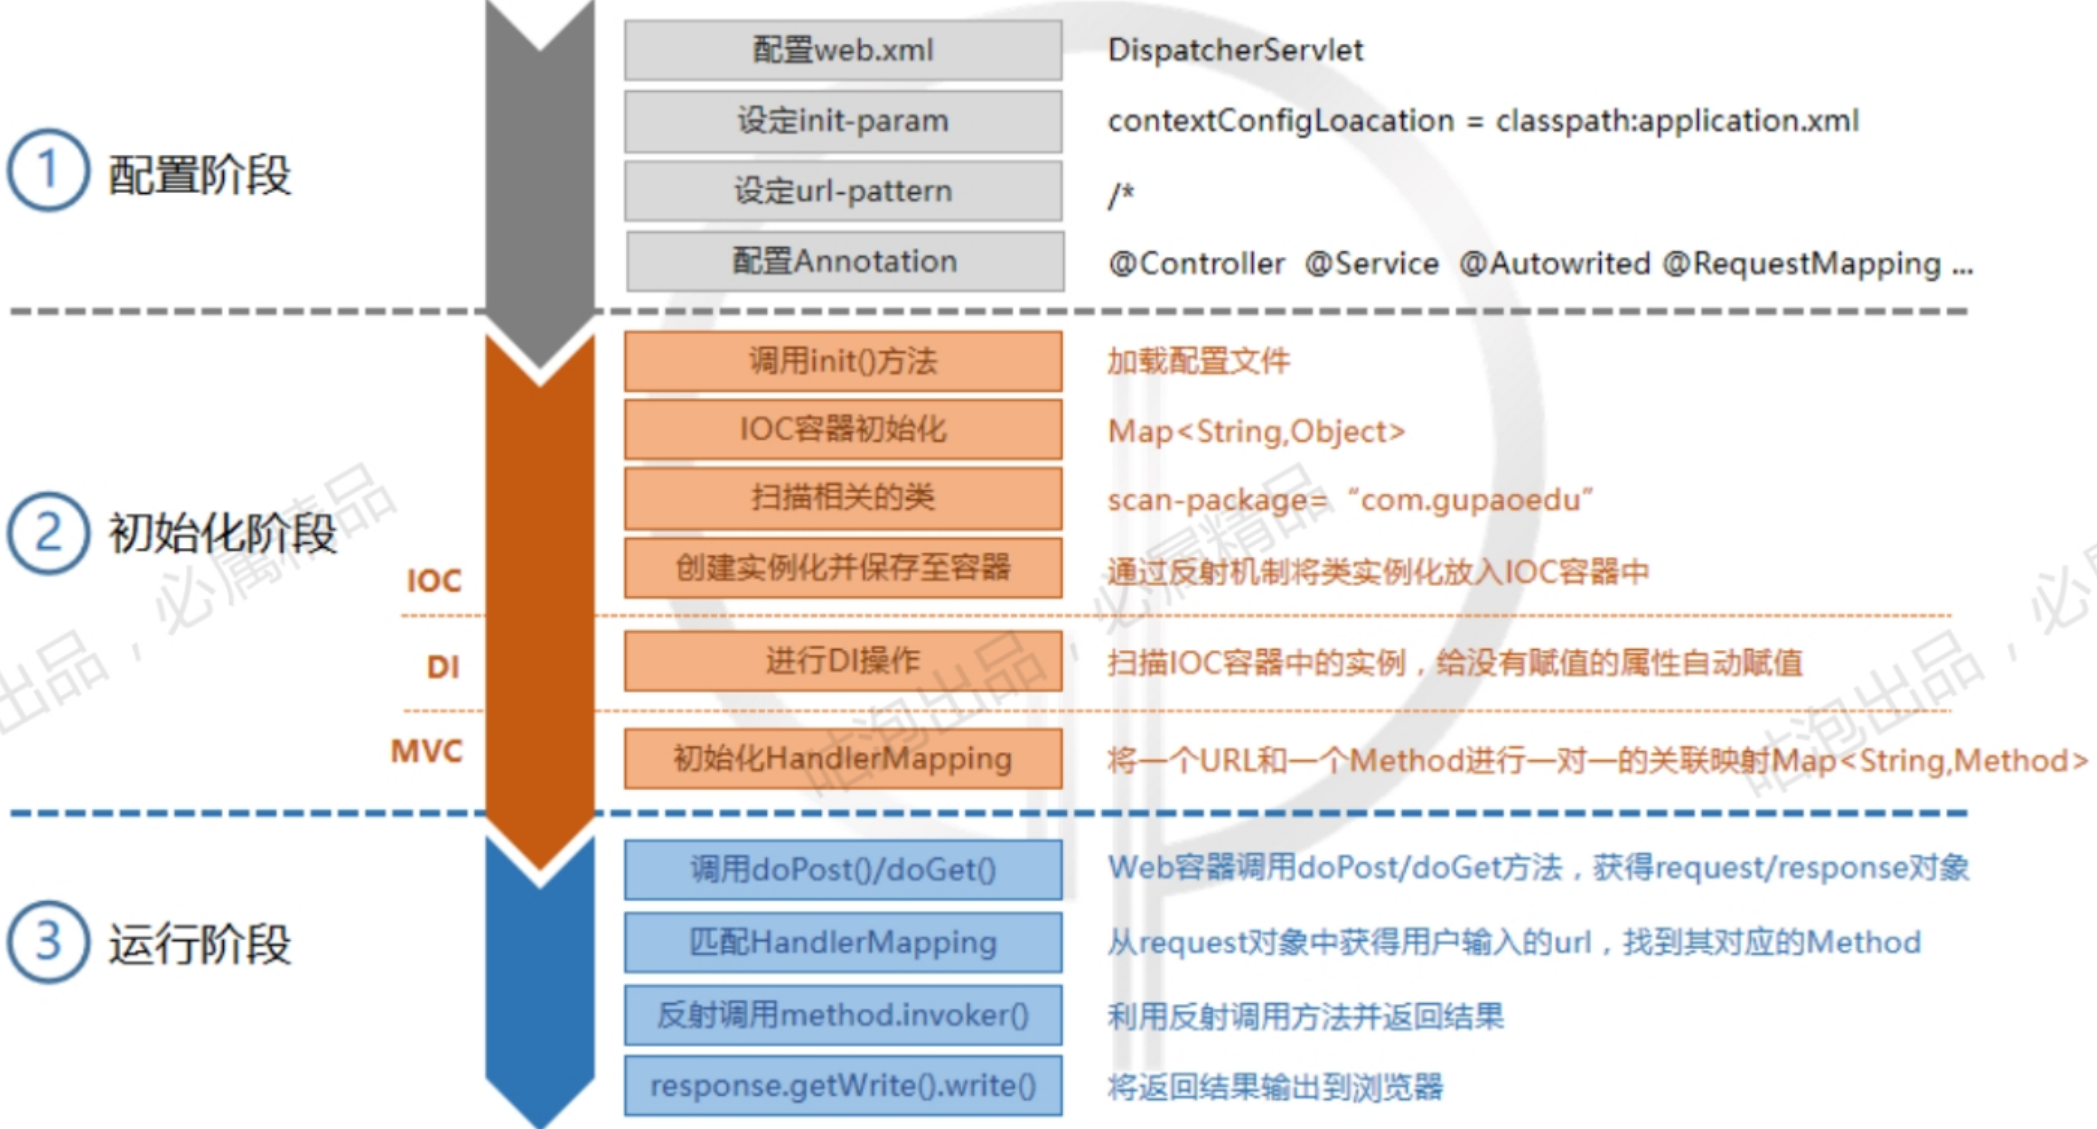 配置web.xml DispatcherServlet
设定init-param contextConfigLoacation = classpath:application.xml
① 配置阶段
设定url-pattern /*
配置Annotation @Controller @Service @Autowrited @RequestMapping ...
调用init()方法 加载配置文件
IOC容器初始化 Map<String,Object>
扫描相关的类 scan-package= “com.gupaoedu”
② 初始化阶段
IOC 创建实例化并保存至容器 通过反射机制将类实例化放入IOC容器中
DI 进行DI操作 扫描IOC容器中的实例，给没有赋值的属性自动赋值
MVC 初始化HandlerMapping 将一个URL和一个Method进行一对一的关联映射Map<String,Method>
调用doPost()/doGet() Web容器调用doPost/doGet方法，获得request/response对象
③ 运行阶段
匹配HandlerMapping 从request对象中获得用户输入的url，找到其对应的Method
反射调用method.invoker() 利用反射调用方法并返回结果
response.getWrite().write() 将返回结果输出到浏览器
出品，必属精品
咕泡出品，必属精品
咕泡出品，必属